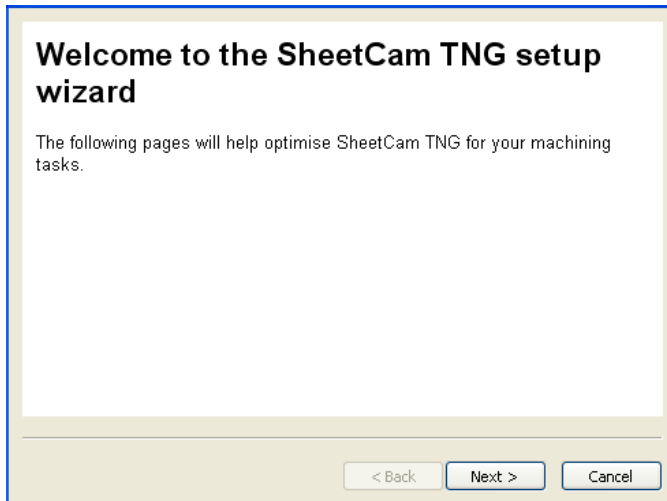 Welcome to the SheetCam TNG setup
wizard
The following pages will help optimise SheetCam TNG for your machining
tasks.
< Back
Next >
Cancel